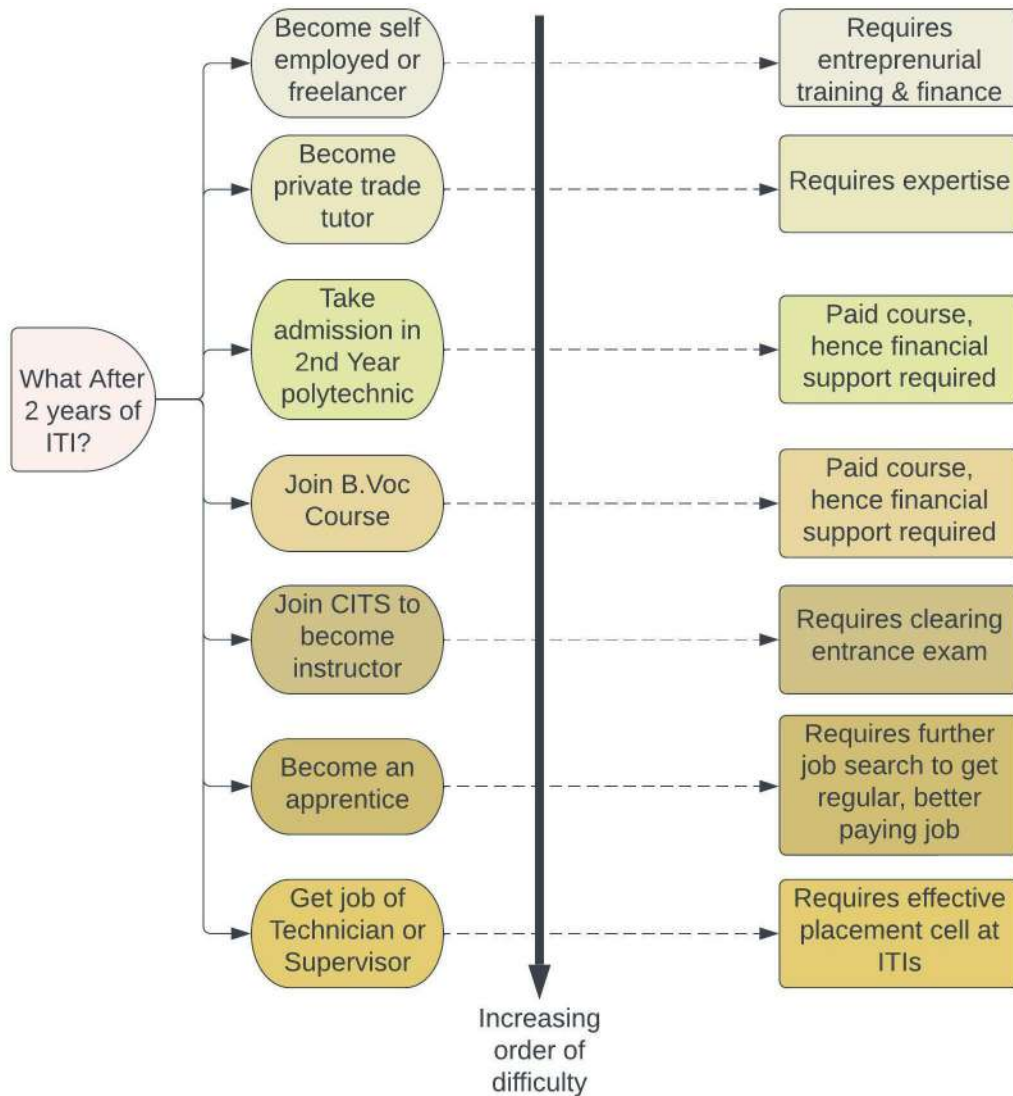 What After
2 years of
ITI?
Become self
employed or
freelancer
Requires
entreprenurial
training & finance
Become
private trade
tutor
Requires expertise
Take
admission in
2nd Year
polytechnic
Paid course,
hence financial
support required
Join B.Voc
Course
Paid course,
hence financial
support required
Join CITS to
become
instructor
Requires clearing
entrance exam
Become an
apprentice
Requires further
job search to get
regular, better
paying job
Get job of
Technician or
Supervisor
Requires effective
placement cell at
ITIs
Increasing
order of
difficulty